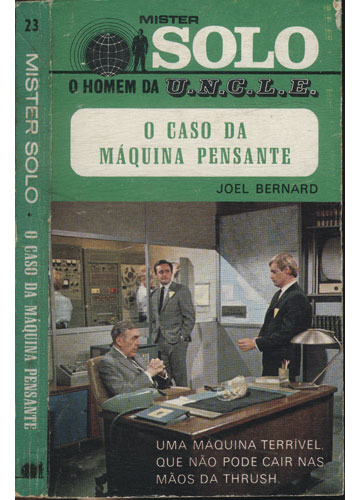 23
MISTER SOLO • O CASO DA MÁQUINA PENSANTE
MISTER
SOLO
O HOMEM DA U.N.C.L.E.
O CASO DA
MÁQUINA PENSANTE
JOEL BERNARD
UMA MÁQUINA TERRÍVEL,
QUE NÃO PODE CAIR NAS
MÃOS DA THRUSH.